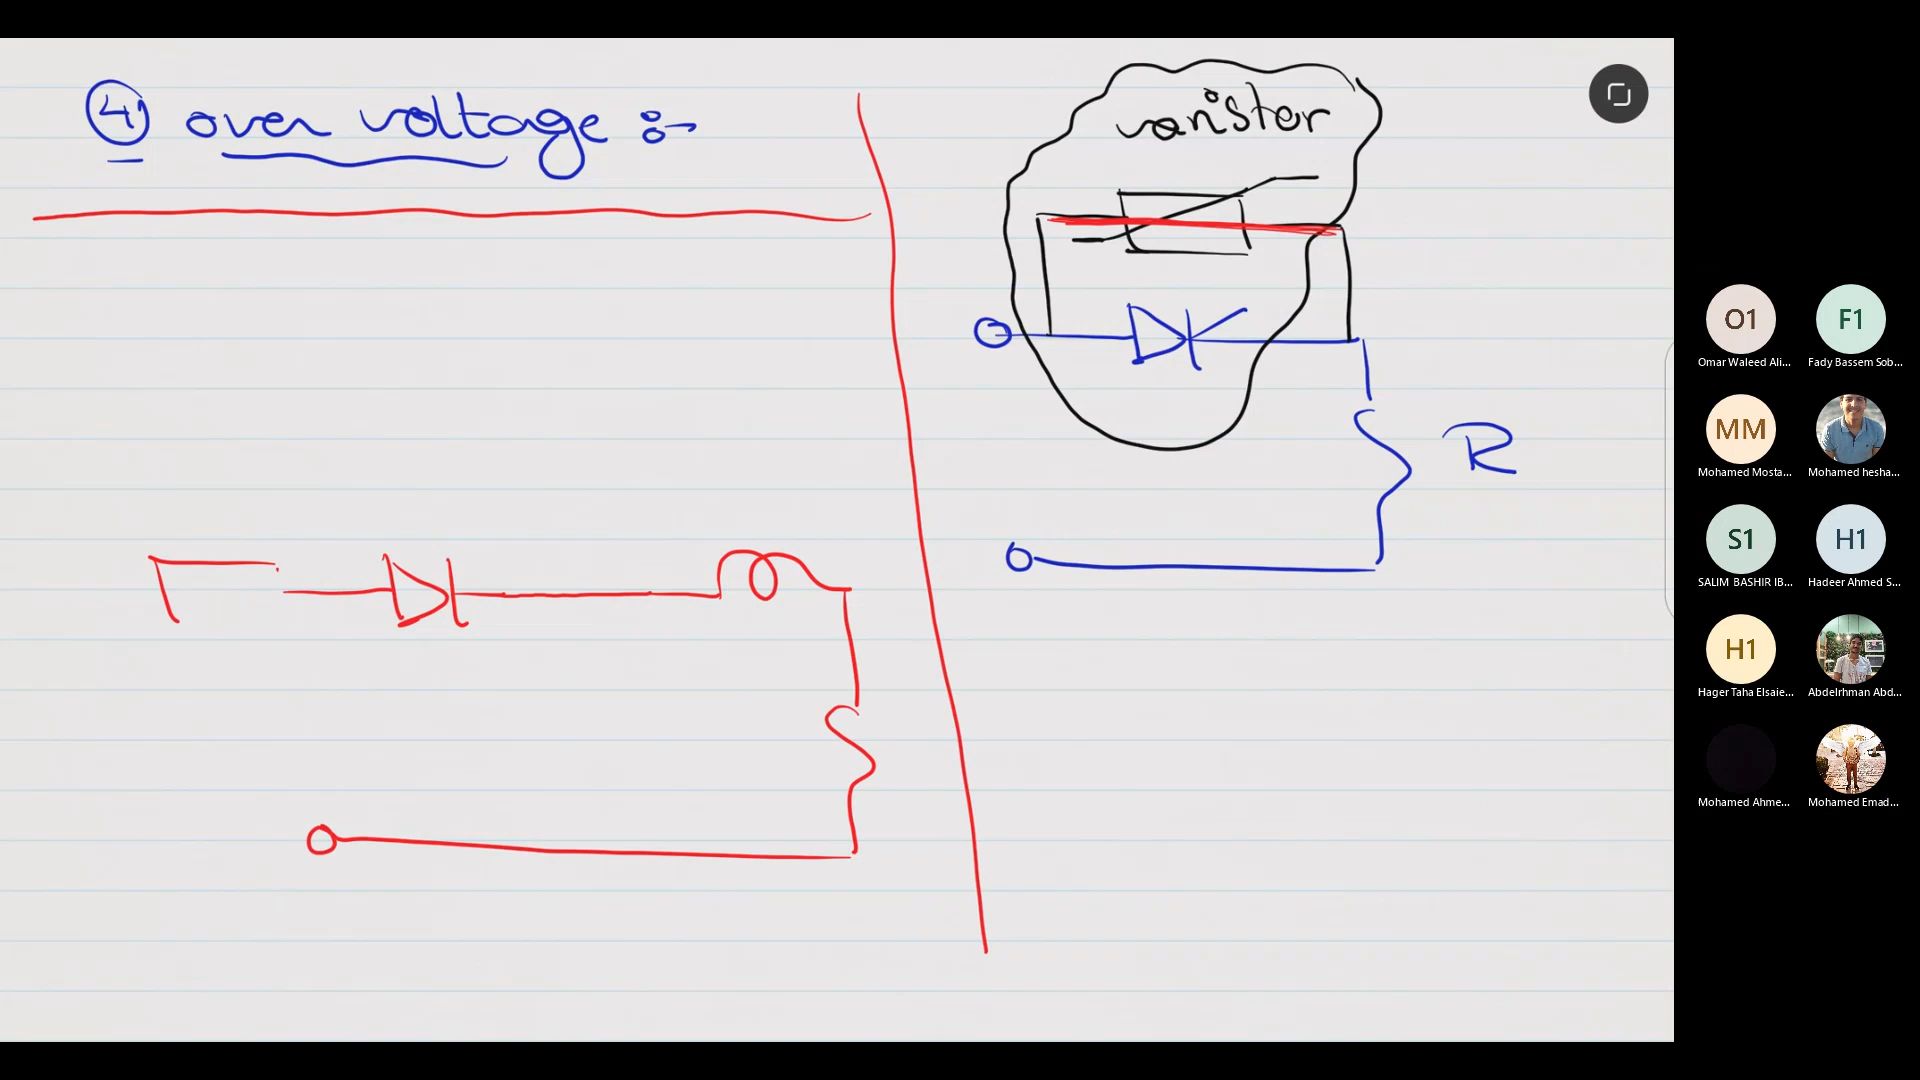 ④ over voltage :-
varistor
R
O1
F1
Omar Waleed Ali...
Fady Bassem Sob...
MM
Mohamed Mosta...
Mohamed hesha...
S1
H1
SALIM BASHIR IB...
Hadeer Ahmed S...
H1
Hager Taha Elsaie...
Abdelrhman Abd...
Mohamed Ahme...
Mohamed Emad...